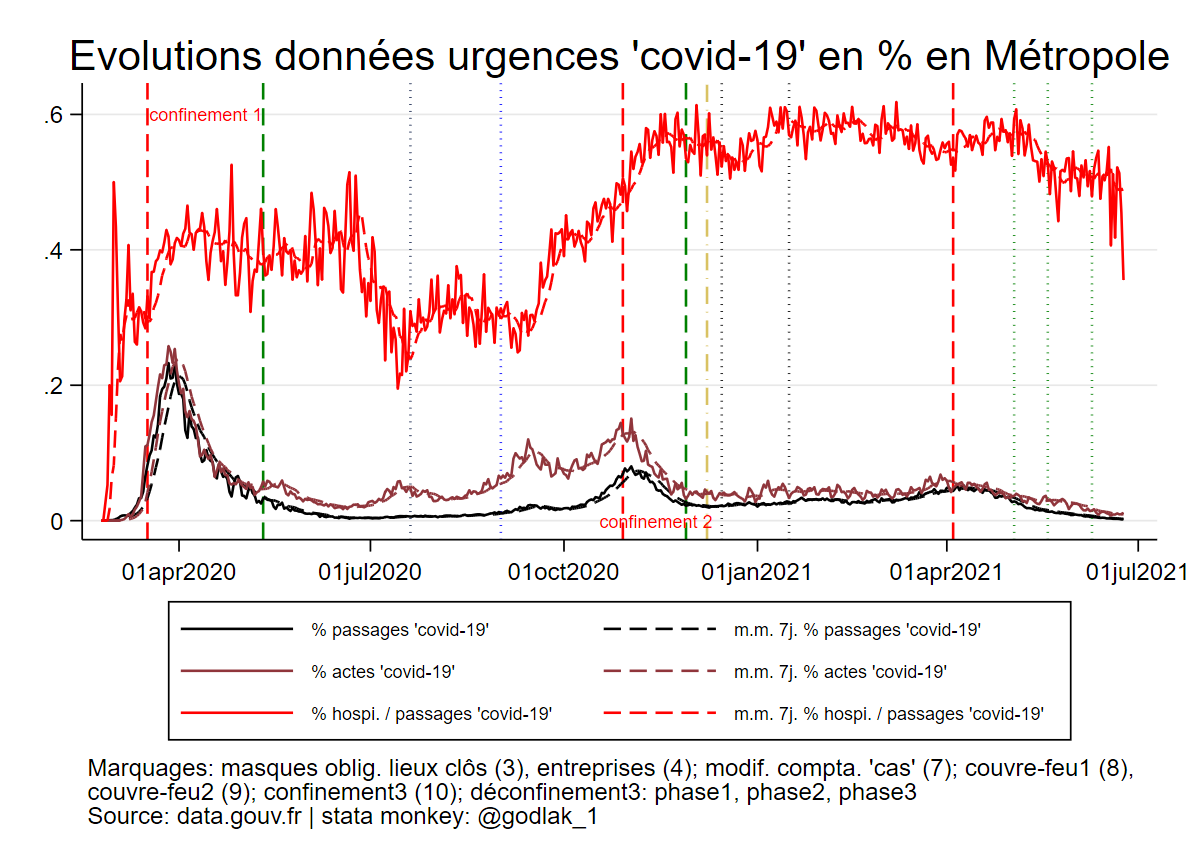 Evolutions données urgences 'covid-19' en % en Métropole
.6
confinement 1
.4
.2
0
confinement 2
01apr2020 01jul2020 01oct2020 01jan2021 01apr2021 01jul2021
% passages 'covid-19' m.m. 7j. % passages 'covid-19'
% actes 'covid-19' m.m. 7j. % actes 'covid-19'
% hospi. / passages 'covid-19' m.m. 7j. % hospi. / passages 'covid-19'
Marquages: masques oblig. lieux clôs (3), entreprises (4); modif. compta. 'cas' (7); couvre-feu1 (8),
couvre-feu2 (9); confinement3 (10); déconfinement3: phase1, phase2, phase3
Source: data.gouv.fr | stata monkey: @godlak_1